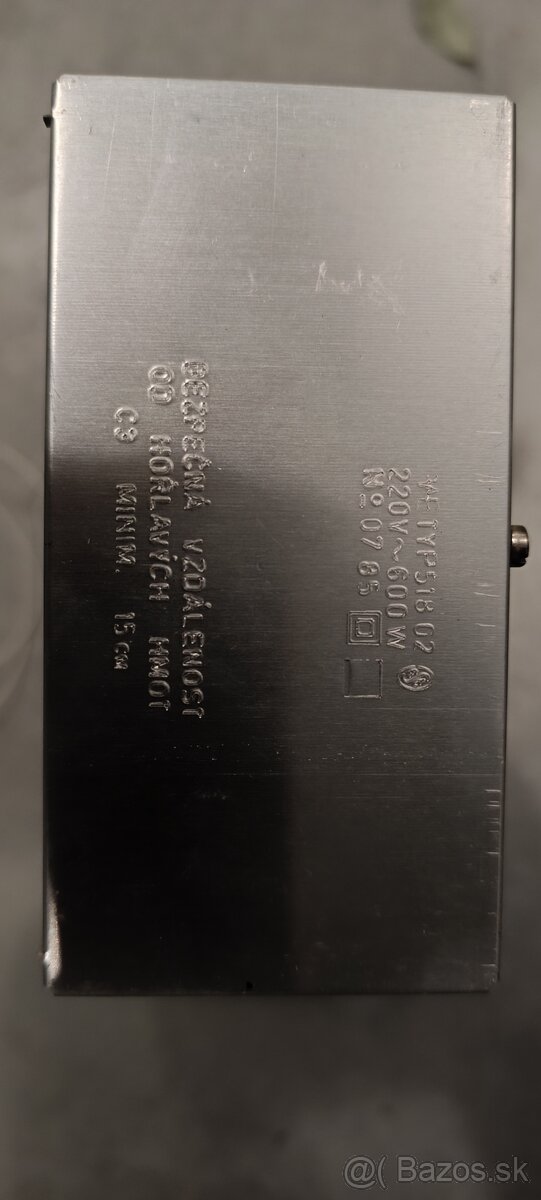 TYP 518 02
220V~600W
No 07 85
BEZPEČNÁ VZDÁLENOST
OD HOŘLAVÝCH HMOT
C3 MINIM. 15 cm
@( Bazos.sk